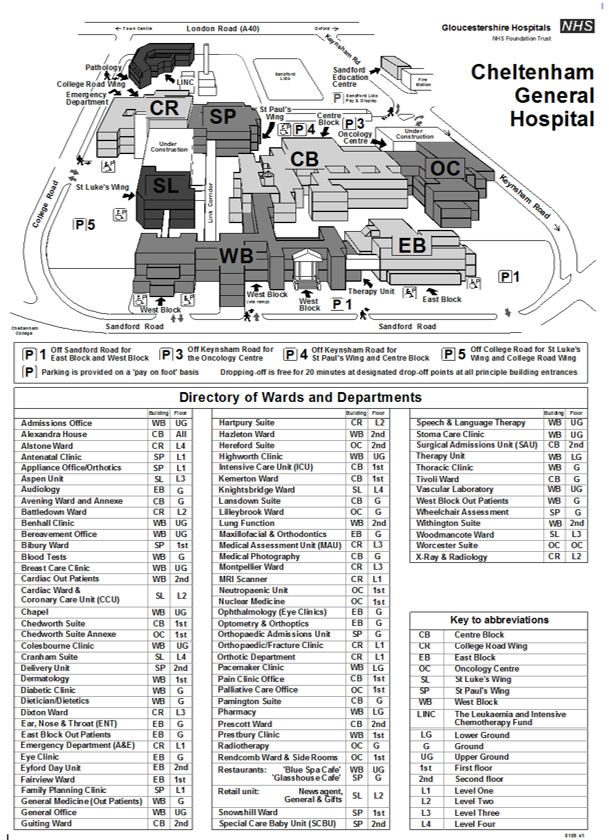 Town Centre
London Road (A40)
Oxford
Gloucestershire Hospitals NHS
NHS Foundation Trust
Cheltenham
General
Hospital
Keynsham Rd
Pathology
College Road Wing
Emergency
Department
LINC
Sandford
Lido
Sandford
Education
Centre
Fire
Station
P Sandford Lido
Pay & Display
CR
SP
St Paul's
Wing
P 4
Centre
Block
P 3
Oncology
Centre
Under
Construction
Under
Construction
CB
OC
St Luke's Wing
SL
Link Corridor
College Road
Keynsham Road
P 5
WB
EB
P 1
West Block
West Block
(via ramp)
West
Block
P 1
Therapy Unit
East Block
Cheltenham
College
Sandford Road
Sandford Road
P 1 Off Sandford Road for
East Block and West Block
P 3 Off Keynsham Road for
the Oncology Centre
P 4 Off Keynsham Road for
St Paul's Wing and Centre Block
P 5 Off College Road for St Luke's
Wing and College Road Wing
P Parking is provided on a 'pay on foot' basis
Dropping-off is free for 20 minutes at designated drop-off points at all principle building entrances
Directory of Wards and Departments
Building Floor
Admissions Office WB UG
Alexandra House CB All
Alstone Ward CR L4
Antenatal Clinic SP L1
Appliance Office/Orthotics SP L1
Aspen Unit SL L3
Audiology EB G
Avening Ward and Annexe CB G
Battledown Ward CR L2
Benhall Clinic WB UG
Bereavement Office WB UG
Bibury Ward SP 1st
Blood Tests WB G
Breast Care Clinic WB UG
Cardiac Out Patients WB 2nd
Cardiac Ward &
Coronary Care Unit (CCU) SL L2
Chapel WB UG
Chedworth Suite CB 1st
Chedworth Suite Annexe OC 1st
Colesbourne Clinic WB UG
Cranham Suite SL L4
Delivery Unit SP 2nd
Dermatology WB 1st
Diabetic Clinic WB G
Dietician/Dietetics WB G
Dixton Ward CR L3
Ear, Nose & Throat (ENT) EB G
East Block Out Patients EB G
Emergency Department (A&E) CR L1
Eye Clinic EB G
Eyford Day Unit EB 2nd
Fairview Ward EB 1st
Family Planning Clinic SP L1
General Medicine (Out Patients) WB G
General Office WB UG
Guiting Ward CB 2nd
Building Floor
Hartpury Suite CR L2
Hazleton Ward WB 2nd
Hereford Suite OC 2nd
Highworth Clinic WB UG
Intensive Care Unit (ICU) CB 1st
Kemerton Ward CB 1st
Knightsbridge Ward SL L4
Lansdown Suite CB G
Lilleybrook Ward OC G
Lung Function WB 2nd
Maxillofacial & Orthodontics EB G
Medical Assessment Unit (MAU) CR L3
Medical Photography CB G
Montpellier Ward CR L3
MRI Scanner CR L1
Neutropaenic Unit OC 1st
Nuclear Medicine OC 1st
Ophthalmology (Eye Clinics) EB G
Optometry & Orthoptics EB G
Orthopaedic Admissions Unit SP G
Orthopaedic/Fracture Clinic CR L1
Orthotic Department CR L1
Pacemaker Clinic WB LG
Pain Clinic Office CB 1st
Palliative Care Office OC 1st
Pamington Suite CB G
Pharmacy WB LG
Prescott Ward CB 2nd
Prestbury Clinic WB 1st
Radiotherapy OC G
Rendcomb Ward & Side Rooms OC 1st
Restaurants: 'Blue Spa Cafe' WB UG
'Glasshouse Cafe' SP G
Retail unit: Newsagent,
General & Gifts SL L2
Snowshill Ward SP 1st
Special Care Baby Unit (SCBU) SP 2nd
Building Floor
Speech & Language Therapy WB UG
Stoma Care Clinic WB UG
Surgical Admissions Unit (SAU) CB 2nd
Therapy Unit WB LG
Thoracic Clinic WB G
Tivoli Ward CB G
Vascular Laboratory WB UG
West Block Out Patients WB G
Wheelchair Assessment SP G
Withington Suite WB 2nd
Woodmancote Ward SL L3
Worcester Suite OC OC
X-Ray & Radiology CR L2
Key to abbreviations
CB Centre Block
CR College Road Wing
EB East Block
OC Oncology Centre
SL St Luke's Wing
SP St Paul's Wing
WB West Block
LINC The Leukaemia and Intensive
Chemotherapy Fund
LG Lower Ground
G Ground
UG Upper Ground
1st First floor
2nd Second floor
L1 Level One
L2 Level Two
L3 Level Three
L4 Level Four